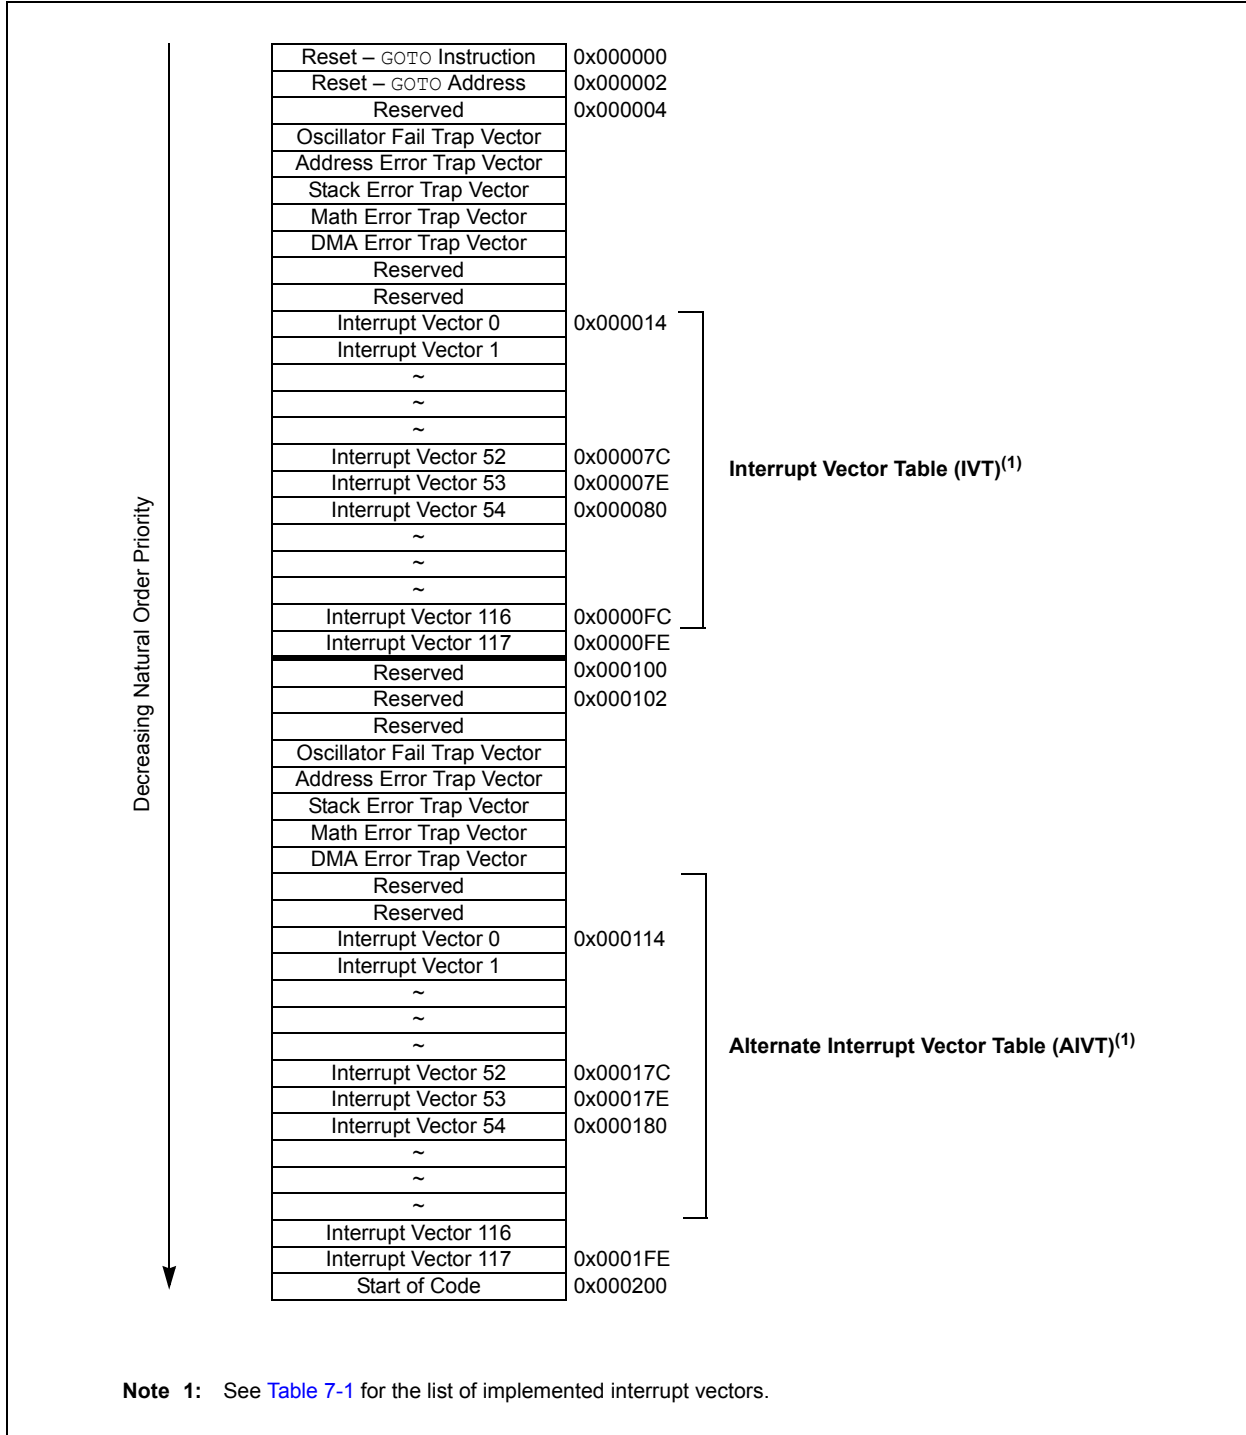 Reset – GOTO Instruction 0x000000
Reset – GOTO Address 0x000002
Reserved 0x000004
Oscillator Fail Trap Vector
Address Error Trap Vector
Stack Error Trap Vector
Math Error Trap Vector
DMA Error Trap Vector
Reserved
Reserved
Interrupt Vector 0 0x000014
Interrupt Vector 1
~
~
~
Interrupt Vector 52 0x00007C
Interrupt Vector Table (IVT)(1)
Interrupt Vector 53 0x00007E
Interrupt Vector 54 0x000080
~
~
~
Interrupt Vector 116 0x0000FC
Interrupt Vector 117 0x0000FE
Decreasing Natural Order Priority
Reserved 0x000100
Reserved 0x000102
Reserved
Oscillator Fail Trap Vector
Address Error Trap Vector
Stack Error Trap Vector
Math Error Trap Vector
DMA Error Trap Vector
Reserved
Reserved
Interrupt Vector 0 0x000114
Interrupt Vector 1
~
~
~
Alternate Interrupt Vector Table (AIVT)(1)
Interrupt Vector 52 0x00017C
Interrupt Vector 53 0x00017E
Interrupt Vector 54 0x000180
~
~
~
Interrupt Vector 116
Interrupt Vector 117 0x0001FE
Start of Code 0x000200
Note 1: See Table 7-1 for the list of implemented interrupt vectors.